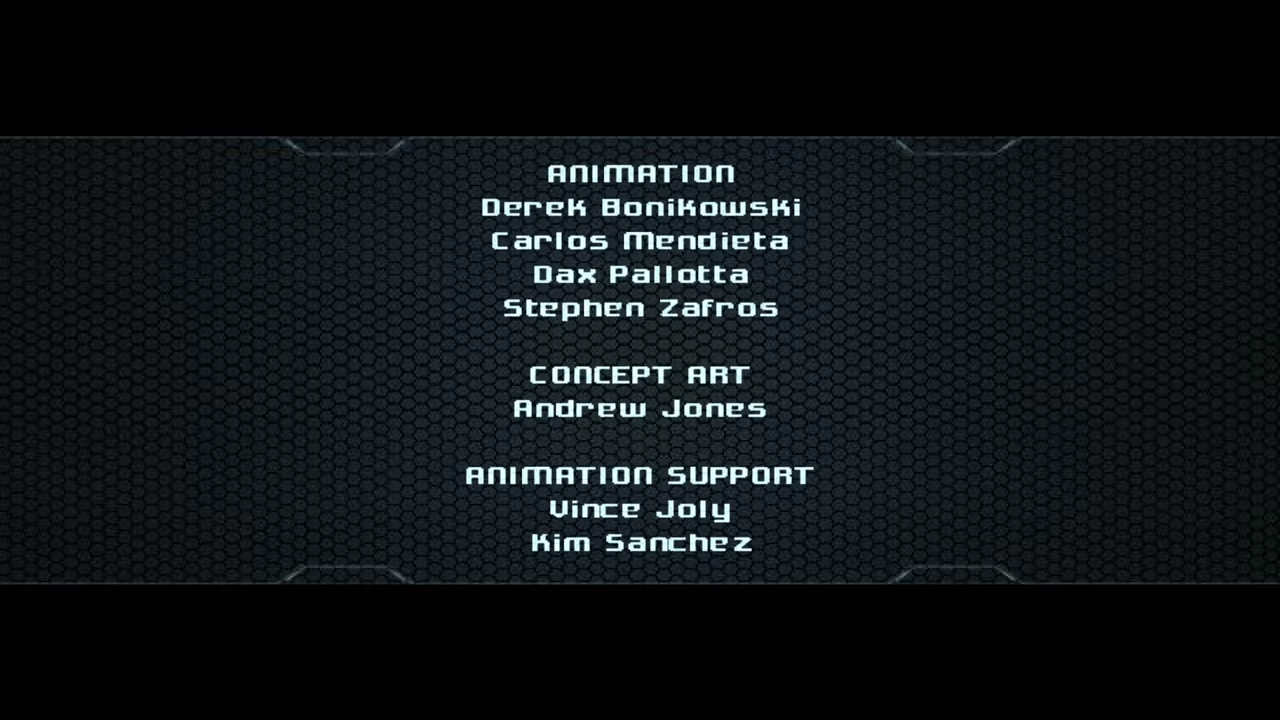 ANIMATION
Derek Bonikowski
Carlos Mendieta
Dax Pallotta
Stephen Zafros
CONCEPT ART
Andrew Jones
ANIMATION SUPPORT
Vince Joly
Kim Sanchez